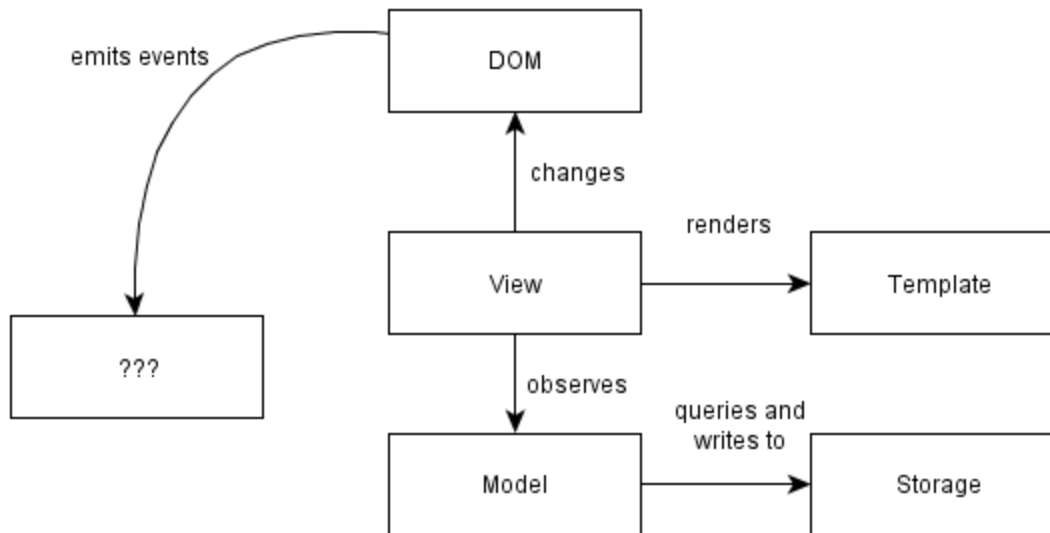 DOM
emits events
changes
renders
View
Template
???
observes
queries and
writes to
Model
Storage